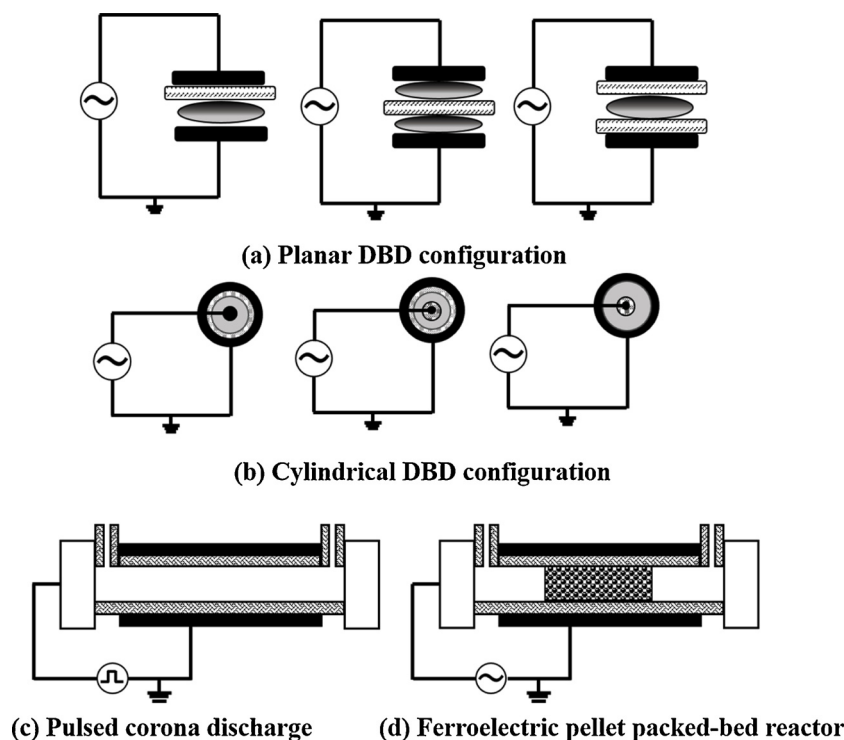 (a) Planar DBD configuration
(b) Cylindrical DBD configuration
(c) Pulsed corona discharge
(d) Ferroelectric pellet packed-bed reactor